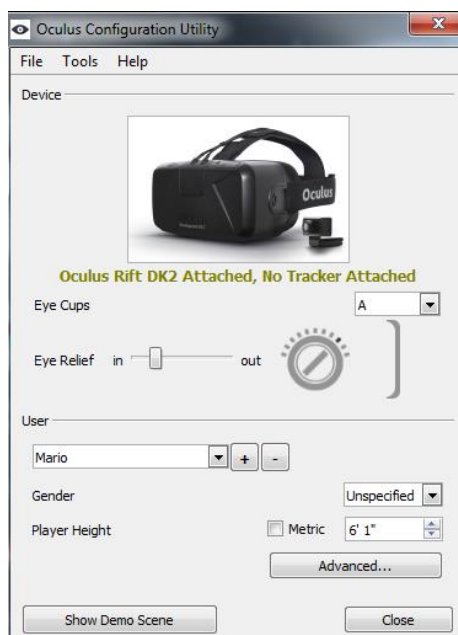 Oculus Configuration Utility
File Tools Help
Device
Oculus
Oculus Rift DK2 Attached, No Tracker Attached
Eye Cups A
Eye Relief in out
User
Mario + -
Gender Unspecified
Player Height Metric 6' 1"
Advanced...
Show Demo Scene Close